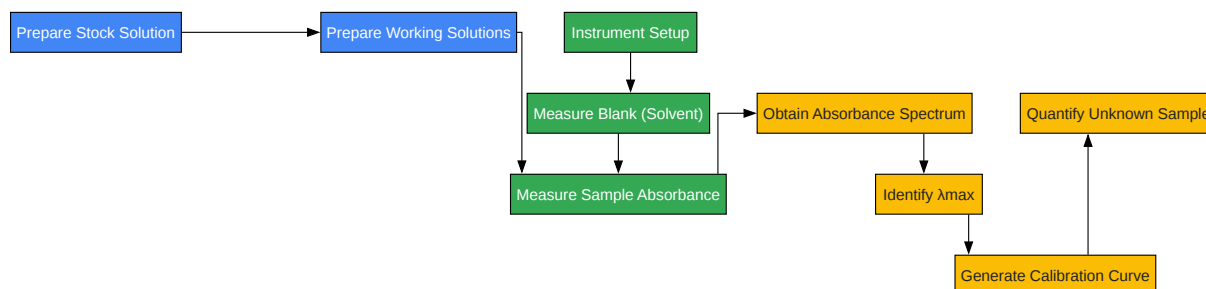 Prepare Stock Solution
Prepare Working Solutions
Instrument Setup
Measure Blank (Solvent)
Obtain Absorbance Spectrum
Quantify Unknown Sample
Measure Sample Absorbance
Identify λmax
Generate Calibration Curve